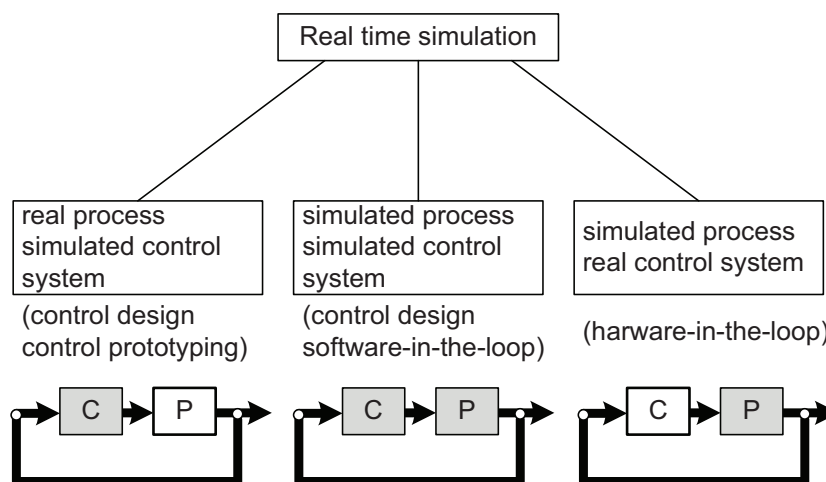 Real time simulation
real process
simulated control
system
(control design
control prototyping)
simulated process
simulated control
system
(control design
software-in-the-loop)
simulated process
real control system
(harware-in-the-loop)
C
P
C
P
C
P